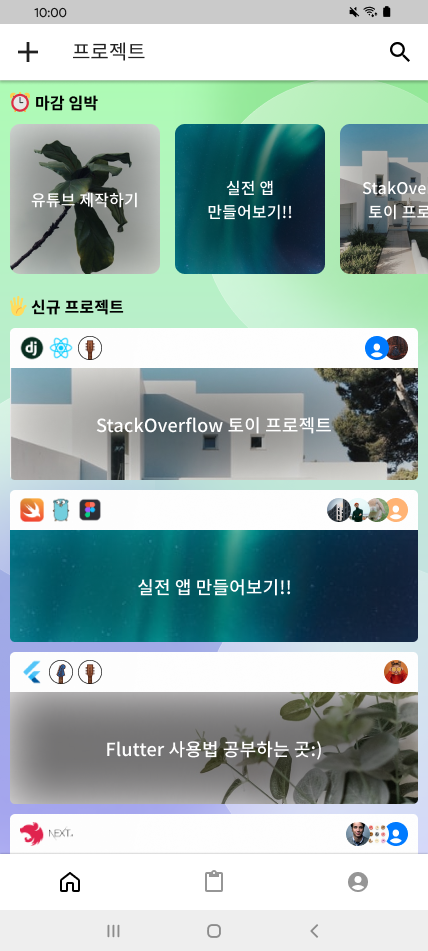 10:00
프로젝트
마감 임박
유튜브 제작하기
실전 앱
만들어보기!!
StakOve
토이 프로
신규 프로젝트
dj
StackOverflow 토이 프로젝트
실전 앱 만들어보기!!
Flutter 사용법 공부하는 곳:)
NEXT